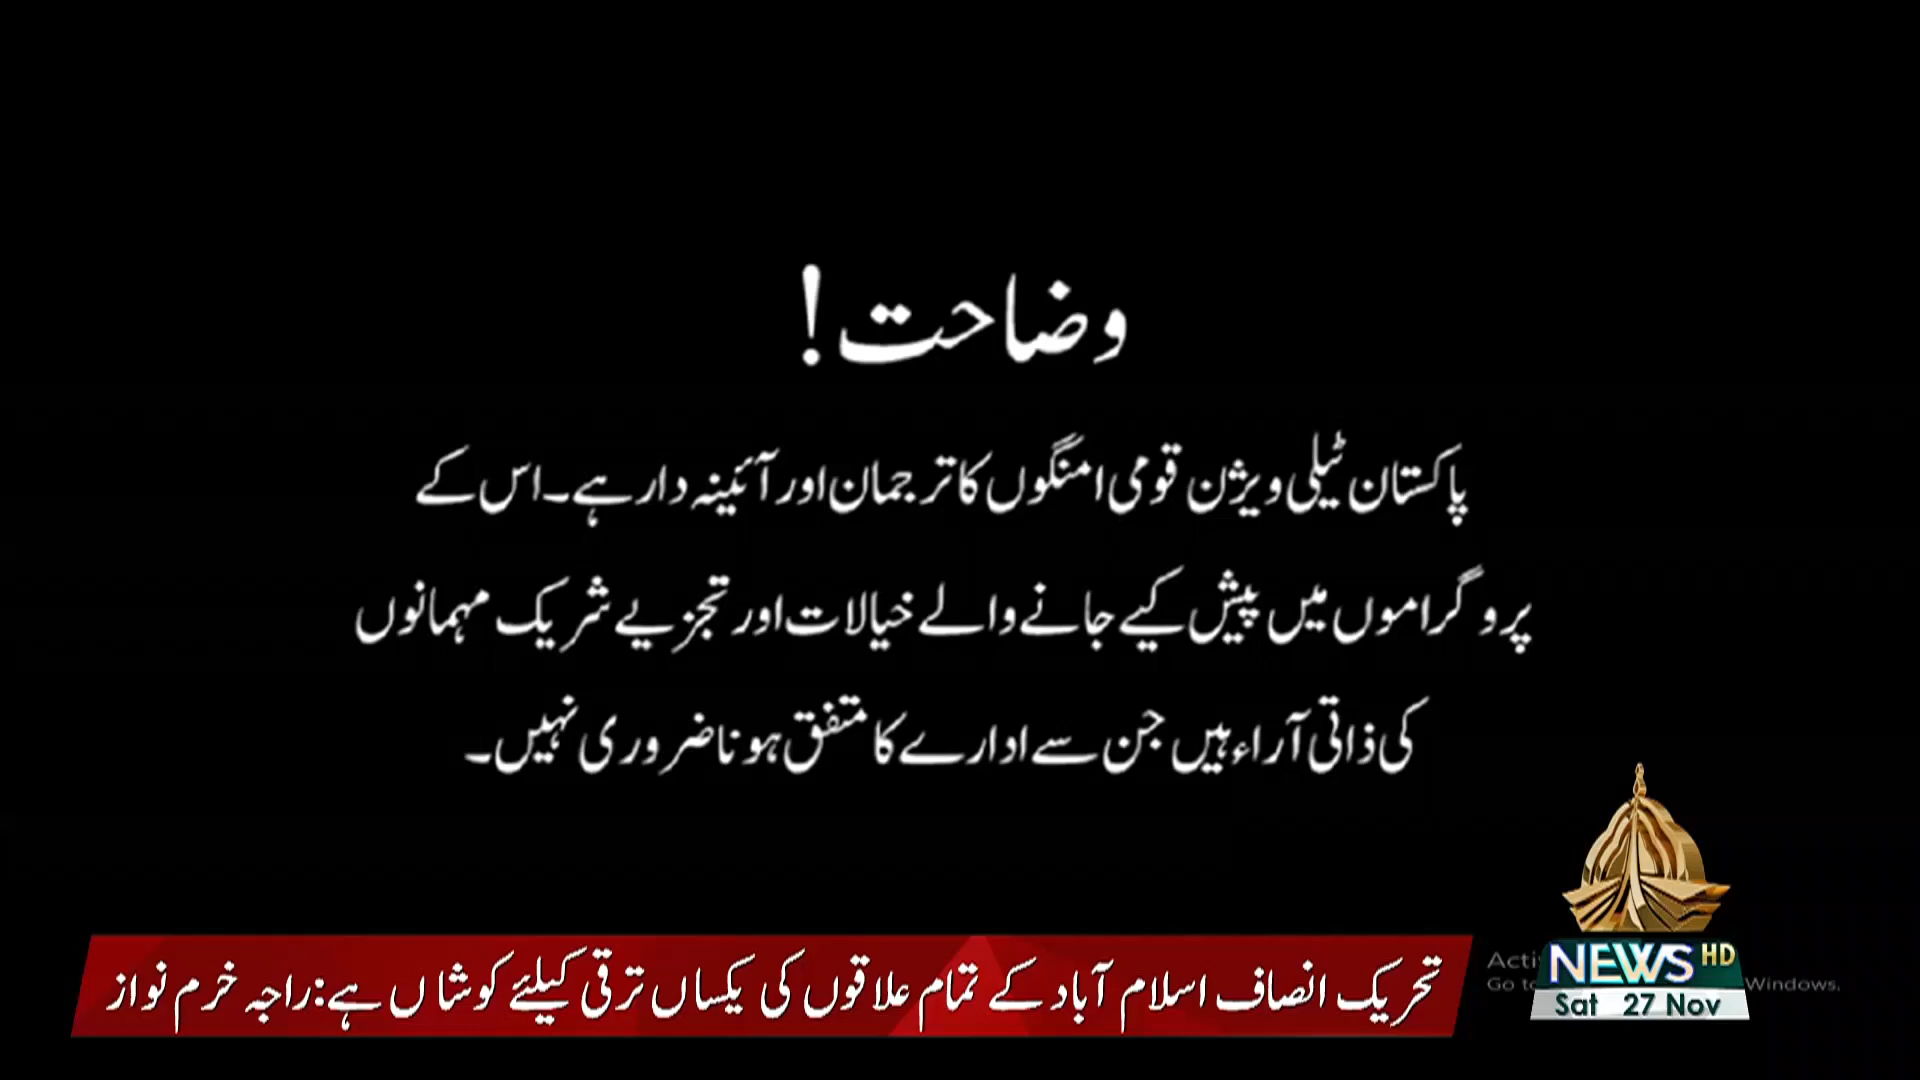 وضاحت!
پاکستان ٹیلی ویژن قومی امنگوں کا ترجمان اور آئینہ دار ہے۔ اس کے
پروگراموں میں پیش کیے جانے والے خیالات اور تجزیے شریک مہمانوں
کی ذاتی آراء ہیں جن سے ادارے کا متفق ہونا ضروری نہیں۔
تحریک انصاف اسلام آباد کے تمام علاقوں کی یکساں ترقی کیلئے کوشاں ہے: راجہ خرم نواز
NEWS HD
Sat 27 Nov
Go to
Windows.